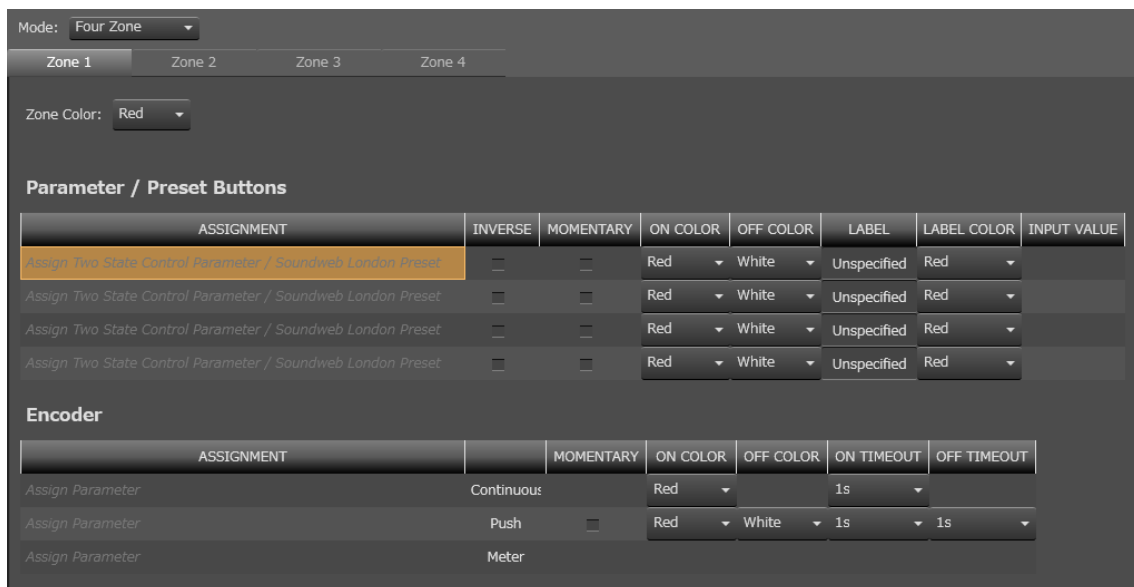 Mode: Four Zone
Zone 1 Zone 2 Zone 3 Zone 4
Zone Color: Red
Parameter / Preset Buttons
ASSIGNMENT INVERSE MOMENTARY ON COLOR OFF COLOR LABEL LABEL COLOR INPUT VALUE
Assign Two State Control Parameter / Soundweb London Preset Red White Unspecified Red
Assign Two State Control Parameter / Soundweb London Preset Red White Unspecified Red
Assign Two State Control Parameter / Soundweb London Preset Red White Unspecified Red
Assign Two State Control Parameter / Soundweb London Preset Red White Unspecified Red
Encoder
ASSIGNMENT MOMENTARY ON COLOR OFF COLOR ON TIMEOUT OFF TIMEOUT
Assign Parameter Continuous Red 1s
Assign Parameter Push Red White 1s 1s
Assign Parameter Meter